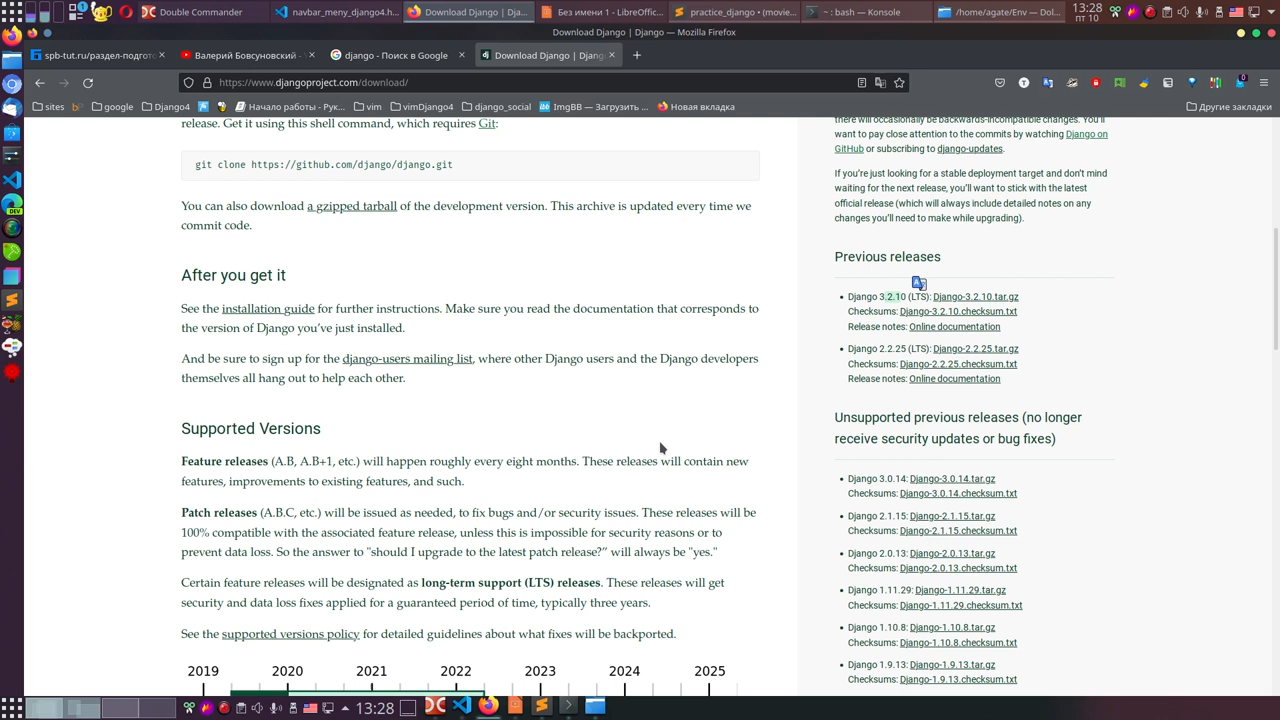 Double Commander
navbar_meny_django4.h...
Download Django | Dja...
Без имени 1 - LibreOffic...
practice_django • (movie...
~ : bash — Konsole
/home/agate/Env — Dol...
13:28
пт 10
Download Django | Django — Mozilla Firefox
spb-tut.ru/раздел-подгото
Валерий Бовсуновский -
django - Поиск в Google
Download Django | Djang
https://www.djangoproject.com/download/
sites
google
Django4
Начало работы - Рук...
vim
vimDjango4
django_social
ImgBB — Загрузить ...
Новая вкладка
Другие закладки
release. Get it using this shell command, which requires Git:
git clone https://github.com/django/django.git
You can also download a gzipped tarball of the development version. This archive is updated every time we
commit code.
After you get it
See the installation guide for further instructions. Make sure you read the documentation that corresponds to
the version of Django you've just installed.
And be sure to sign up for the django-users mailing list, where other Django users and the Django developers
themselves all hang out to help each other.
Supported Versions
Feature releases (A.B, A.B+1, etc.) will happen roughly every eight months. These releases will contain new
features, improvements to existing features, and such.
Patch releases (A.B.C, etc.) will be issued as needed, to fix bugs and/or security issues. These releases will be
100% compatible with the associated feature release, unless this is impossible for security reasons or to
prevent data loss. So the answer to "should I upgrade to the latest patch release?” will always be "yes."
Certain feature releases will be designated as long-term support (LTS) releases. These releases will get
security and data loss fixes applied for a guaranteed period of time, typically three years.
See the supported versions policy for detailed guidelines about what fixes will be backported.
2019 2020 2021 2022 2023 2024 2025
there will occasionally be backwards-incompatible changes. You'll
want to pay close attention to the commits by watching Django on
GitHub or subscribing to django-updates.
If you're just looking for a stable deployment target and don't mind
waiting for the next release, you'll want to stick with the latest
official release (which will always include detailed notes on any
changes you'll need to make while upgrading).
Previous releases
• Django 3.2.10 (LTS): Django-3.2.10.tar.gz
Checksums: Django-3.2.10.checksum.txt
Release notes: Online documentation
• Django 2.2.25 (LTS): Django-2.2.25.tar.gz
Checksums: Django-2.2.25.checksum.txt
Release notes: Online documentation
Unsupported previous releases (no longer
receive security updates or bug fixes)
• Django 3.0.14: Django-3.0.14.tar.gz
Checksums: Django-3.0.14.checksum.txt
• Django 2.1.15: Django-2.1.15.tar.gz
Checksums: Django-2.1.15.checksum.txt
• Django 2.0.13: Django-2.0.13.tar.gz
Checksums: Django-2.0.13.checksum.txt
• Django 1.11.29: Django-1.11.29.tar.gz
Checksums: Django-1.11.29.checksum.txt
• Django 1.10.8: Django-1.10.8.tar.gz
Checksums: Django-1.10.8.checksum.txt
• Django 1.9.13: Django-1.9.13.tar.gz
Checksums: Django-1.9.13.checksum.txt
DEV
13:28